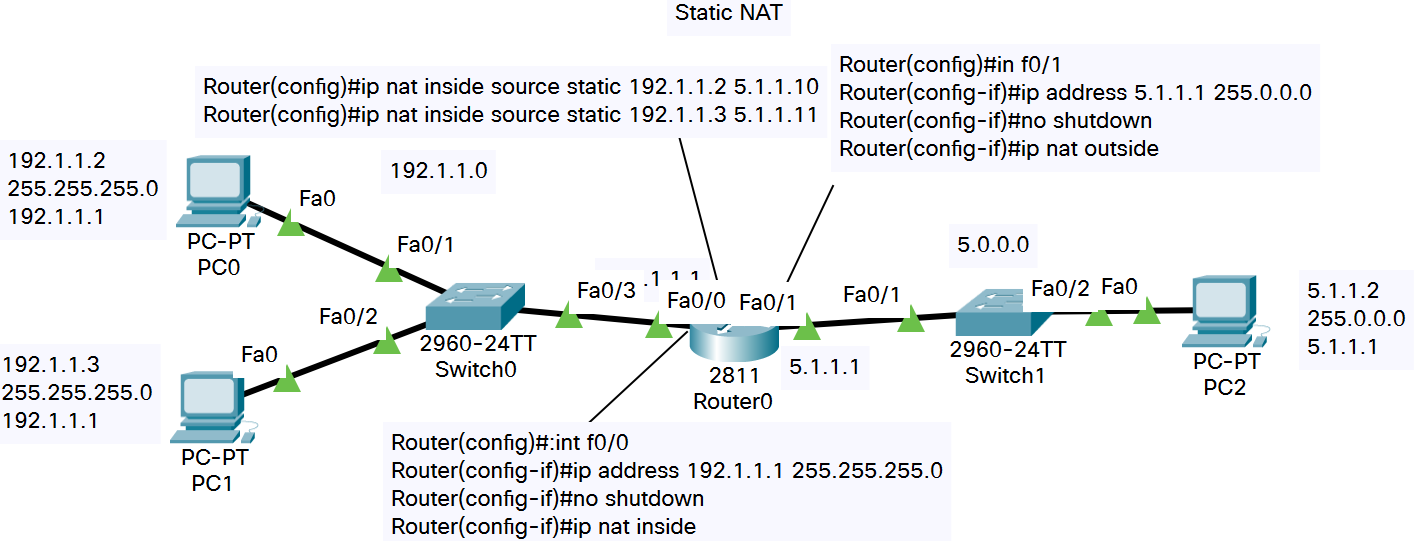 Static NAT
Router(config)#ip nat inside source static 192.1.1.2 5.1.1.10
Router(config)#ip nat inside source static 192.1.1.3 5.1.1.11
Router(config)#in f0/1
Router(config-if)#ip address 5.1.1.1 255.0.0.0
Router(config-if)#no shutdown
Router(config-if)#ip nat outside
192.1.1.2
255.255.255.0
192.1.1.1
PC-PT
PC0
Fa0
192.1.1.0
Fa0/1
Fa0/2
192.1.1.3
255.255.255.0
192.1.1.1
Fa0
PC-PT
PC1
2960-24TT
Switch0
Fa0/3
.1.1.1
Fa0/0
Fa0/1
2811
Router0
5.1.1.1
Fa0/1
5.0.0.0
2960-24TT
Switch1
Fa0/2
Fa0
PC-PT
PC2
5.1.1.2
255.0.0.0
5.1.1.1
Router(config)#:int f0/0
Router(config-if)#ip address 192.1.1.1 255.255.255.0
Router(config-if)#no shutdown
Router(config-if)#ip nat inside